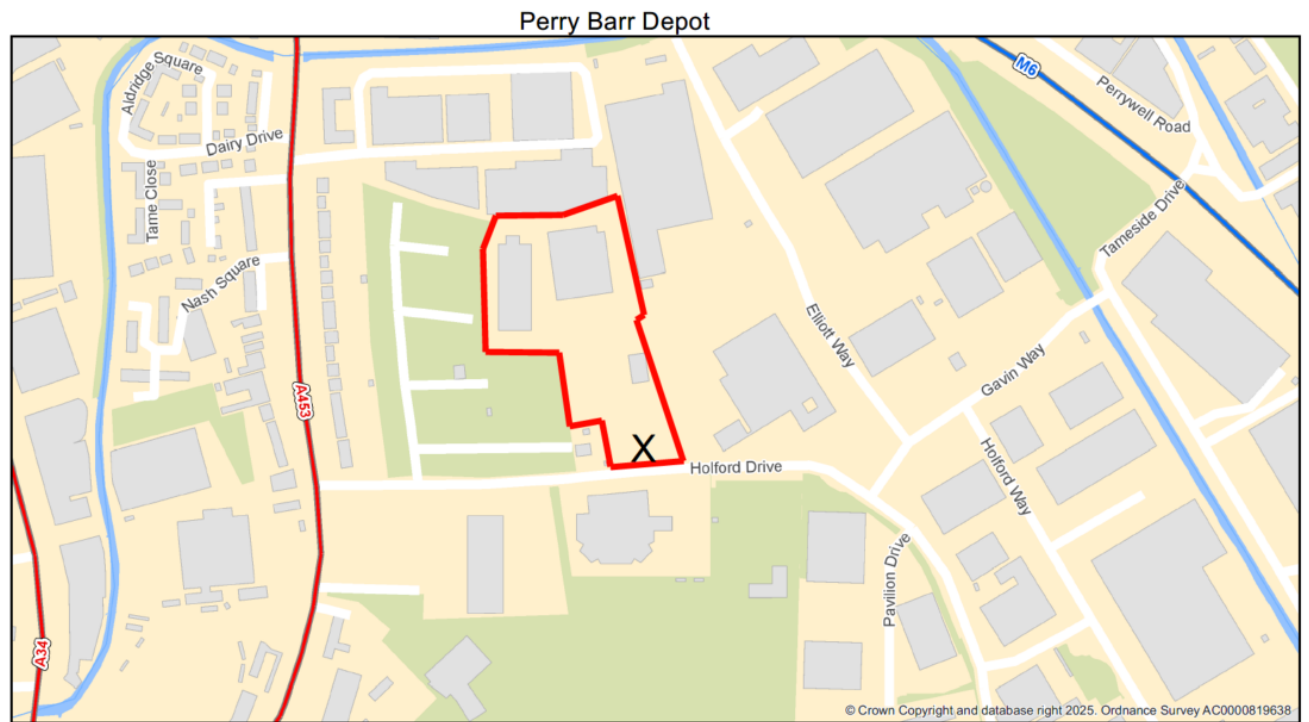 Perry Barr Depot
Aldridge Square
Dairy Drive
Tame Close
Nash Square
A453
A34
M6
Perrywell Road
Tameside Drive
Elliott Way
Gavin Way
Holford Way
X
Holford Drive
Pavilion Drive
© Crown Copyright and database right 2025. Ordnance Survey AC0000819638